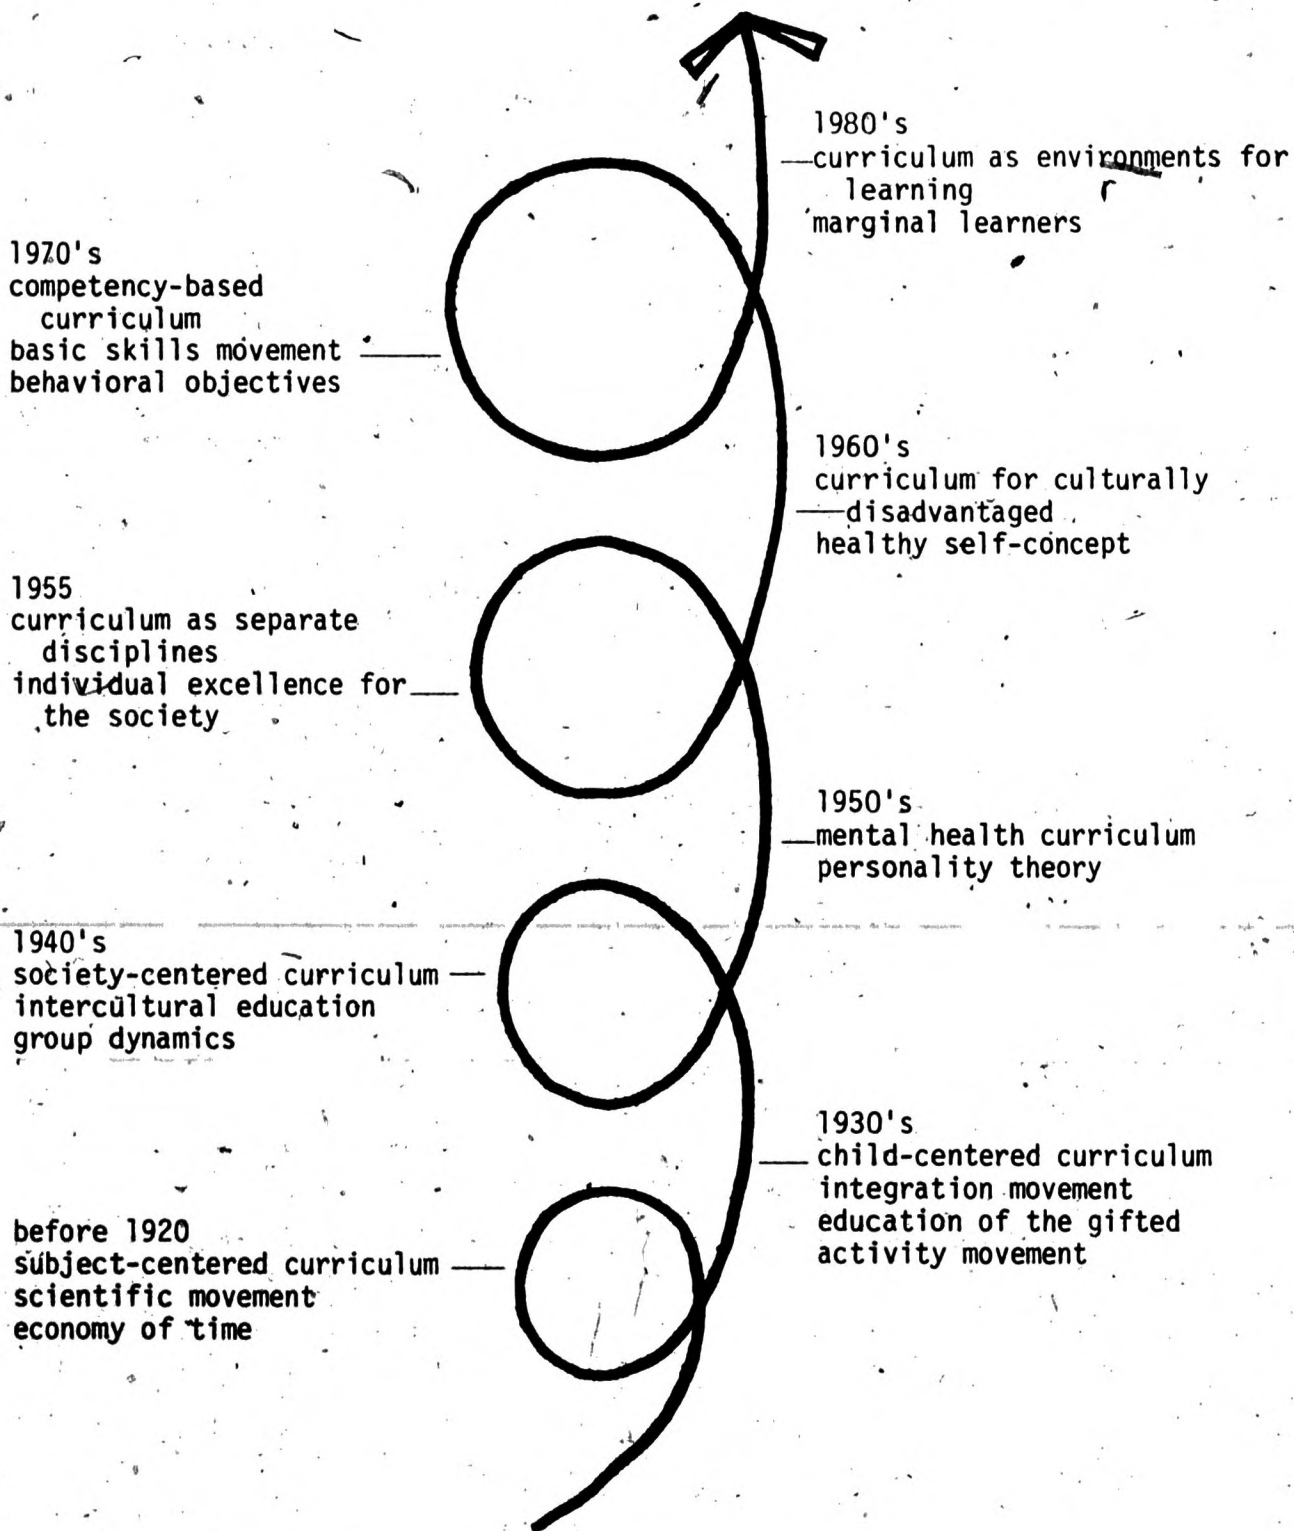 1980's
curriculum as environments for
learning
marginal learners
1970's
competency-based
curriculum
basic skills movement
behavioral objectives
1960's
curriculum for culturally
disadvantaged
healthy self-concept
1955
curriculum as separate
disciplines
individual excellence for
the society
1950's
mental health curriculum
personality theory
1940's
society-centered curriculum
intercultural education
group dynamics
1930's
child-centered curriculum
integration movement
education of the gifted
activity movement
before 1920
subject-centered curriculum
scientific movement
economy of time